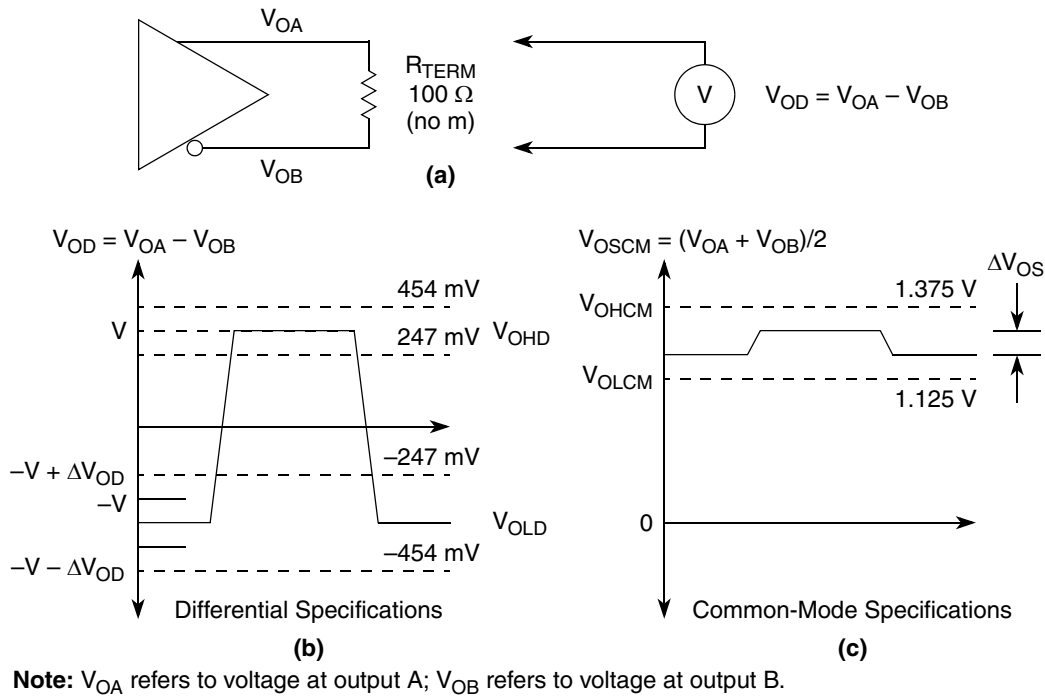 V_OA
R_TERM
100 Ω
(no m)
V
V_OD = V_OA – V_OB
V_OB
(a)
V_OD = V_OA – V_OB
454 mV
V
247 mV
V_OHD
–247 mV
–V + ΔV_OD
–V
V_OLD
–454 mV
–V – ΔV_OD
Differential Specifications
(b)
V_OSCM = (V_OA + V_OB)/2
ΔV_OS
1.375 V
V_OHCM
V_OLCM
1.125 V
0
Common-Mode Specifications
(c)
Note: V_OA refers to voltage at output A; V_OB refers to voltage at output B.